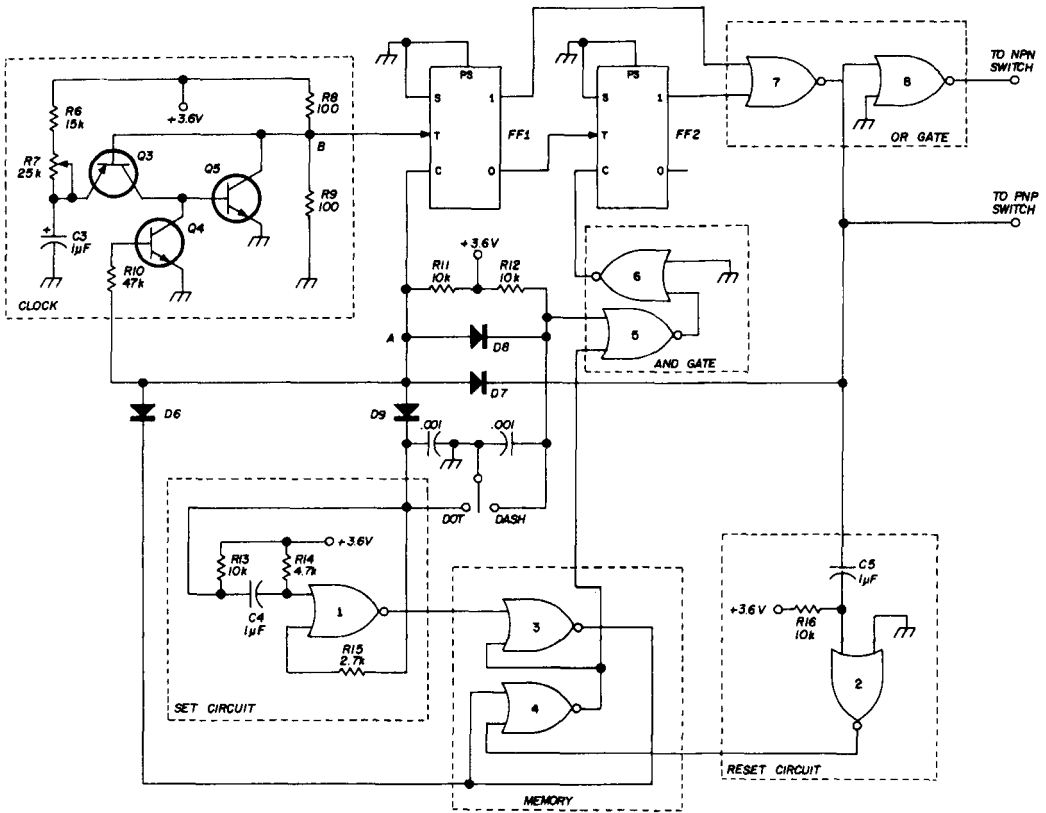 PS
PS
TO NPN
SWITCH
R6
15k
+3.6V
R8
100
S
1
FF1
S
1
FF2
7
8
T
T
OR GATE
R7
25k
Q3
Q5
B
C
0
C
0
R9
100
TO PNP
SWITCH
C3
1µF
+
Q4
R10
47k
CLOCK
+3.6V
R11
10k
R12
10k
6
5
AND GATE
A
D8
D7
D6
D9
.001
.001
DOT
DASH
+3.6V
R13
10k
R14
4.7k
C4
1µF
1
R15
2.7k
SET CIRCUIT
3
4
MEMORY
C5
1µF
+3.6V
R16
10k
2
RESET CIRCUIT